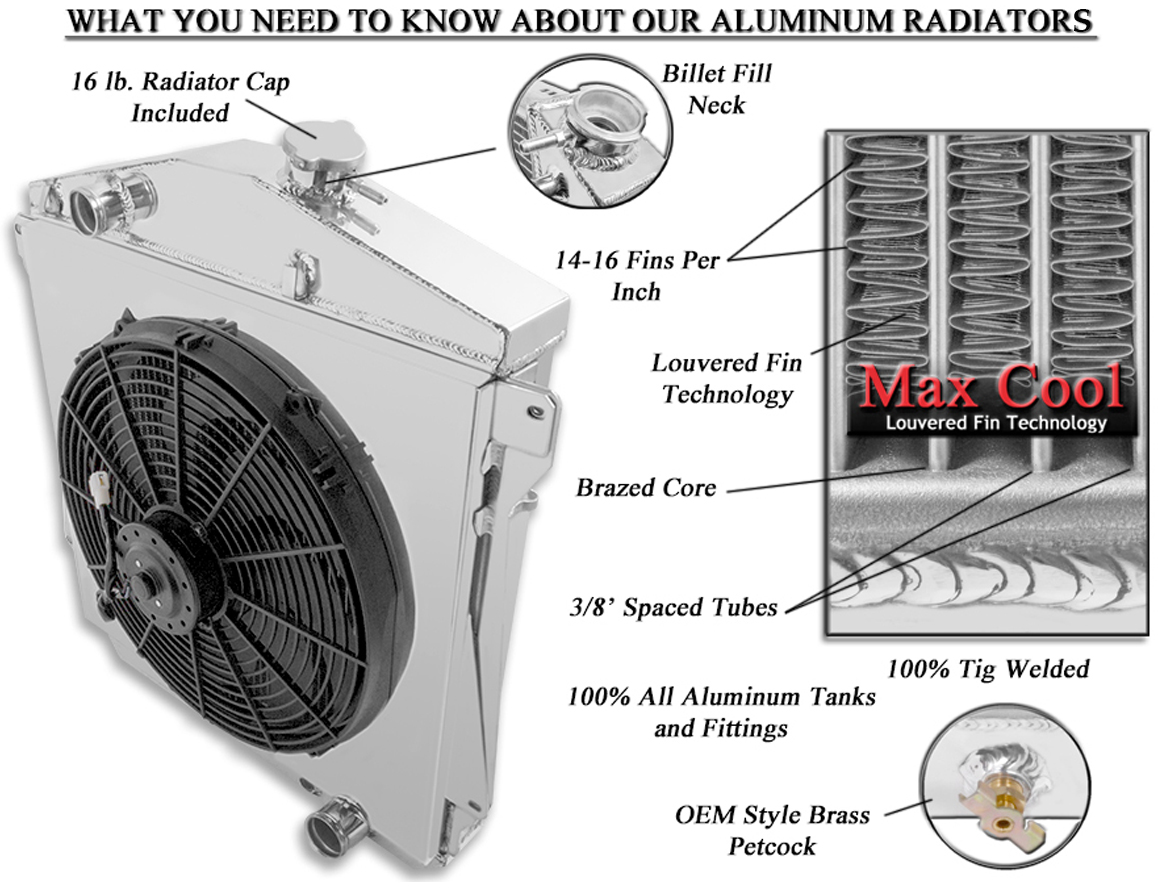 WHAT YOU NEED TO KNOW ABOUT OUR ALUMINUM RADIATORS
16 lb. Radiator Cap
Included
Billet Fill
Neck
14-16 Fins Per
Inch
Louvered Fin
Technology
Max Cool
Louvered Fin Technology
Brazed Core
3/8' Spaced Tubes
100% Tig Welded
100% All Aluminum Tanks
and Fittings
OEM Style Brass
Petcock